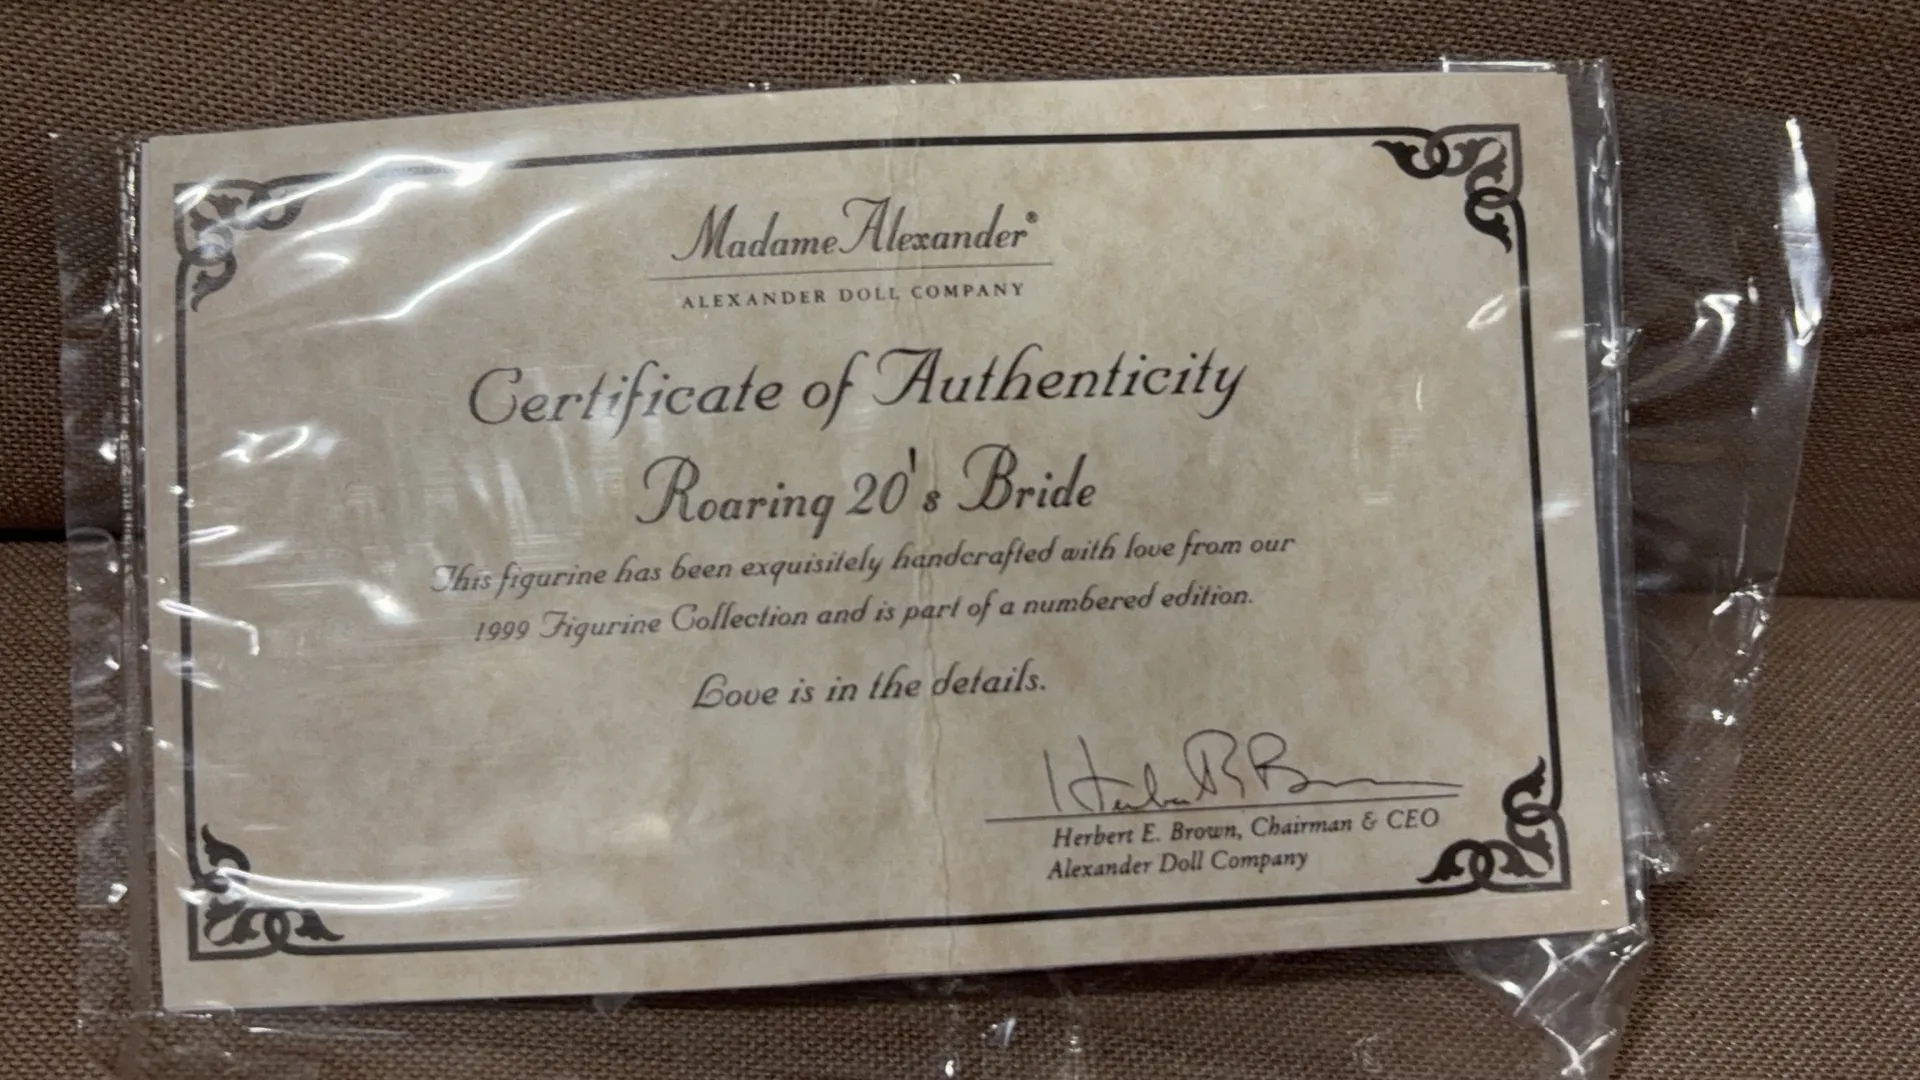 Madame Alexander®
ALEXANDER DOLL COMPANY
Certificate of Authenticity
Roaring 20's Bride
This figurine has been exquisitely handcrafted with love from our
1999 Figurine Collection and is part of a numbered edition.
Love is in the details.
Herbert E. Brown, Chairman & CEO
Alexander Doll Company